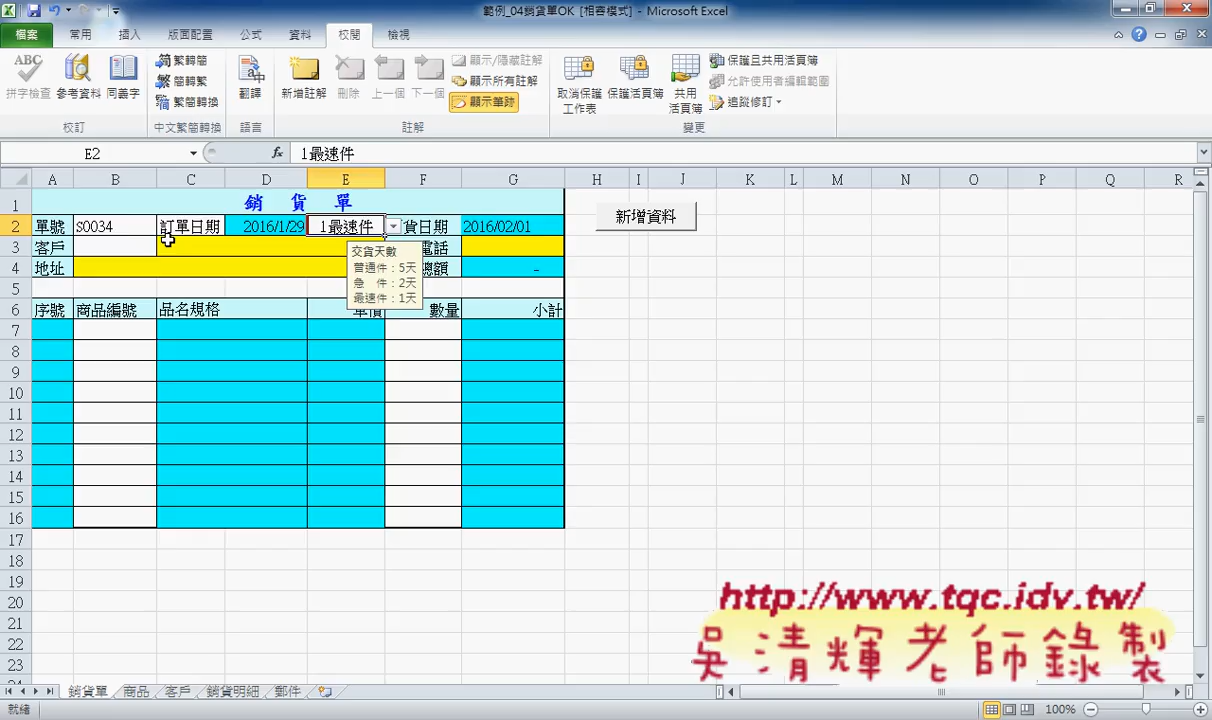 範例_04銷貨單OK [相容模式] - Microsoft Excel
檔案 常用 插入 版面配置 公式 資料 校閱 檢視
ABC 拼字檢查 參考資料 同義字 校訂
繁轉簡 簡轉繁 繁簡轉換 中文繁簡轉換
翻譯 語言
新增註解 刪除 上一個 下一個 顯示/隱藏註解 顯示所有註解 顯示筆跡 註解
取消保護工作表 保護活頁簿 共用活頁簿 保護且共用活頁簿 允許使用者編輯範圍 追蹤修訂 變更
E2 fx 1最速件
A B C D E F G H I J K L M N O P Q R
1 銷 貨 單
2 單號 S0034 訂單日期 2016/1/29 1最速件 貨日期 2016/02/01
新增資料
3 客戶 電話
4 地址 總額 -
交貨天數
普通件：5天
急　件：2天
最速件：1天
5
6 序號 商品編號 品名規格 單價 數量 小計
7
8
9
10
11
12
13
14
15
16
17
18
19
20
21
22
23
http://www.tqc.idv.tw/
吳清輝老師錄製
銷貨單 商品 客戶 銷貨明細 郵件
就緒 100%